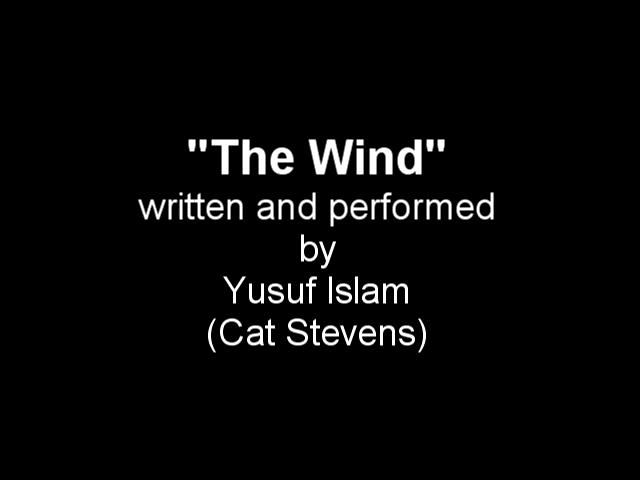 "The Wind"
written and performed
by
Yusuf Islam
(Cat Stevens)